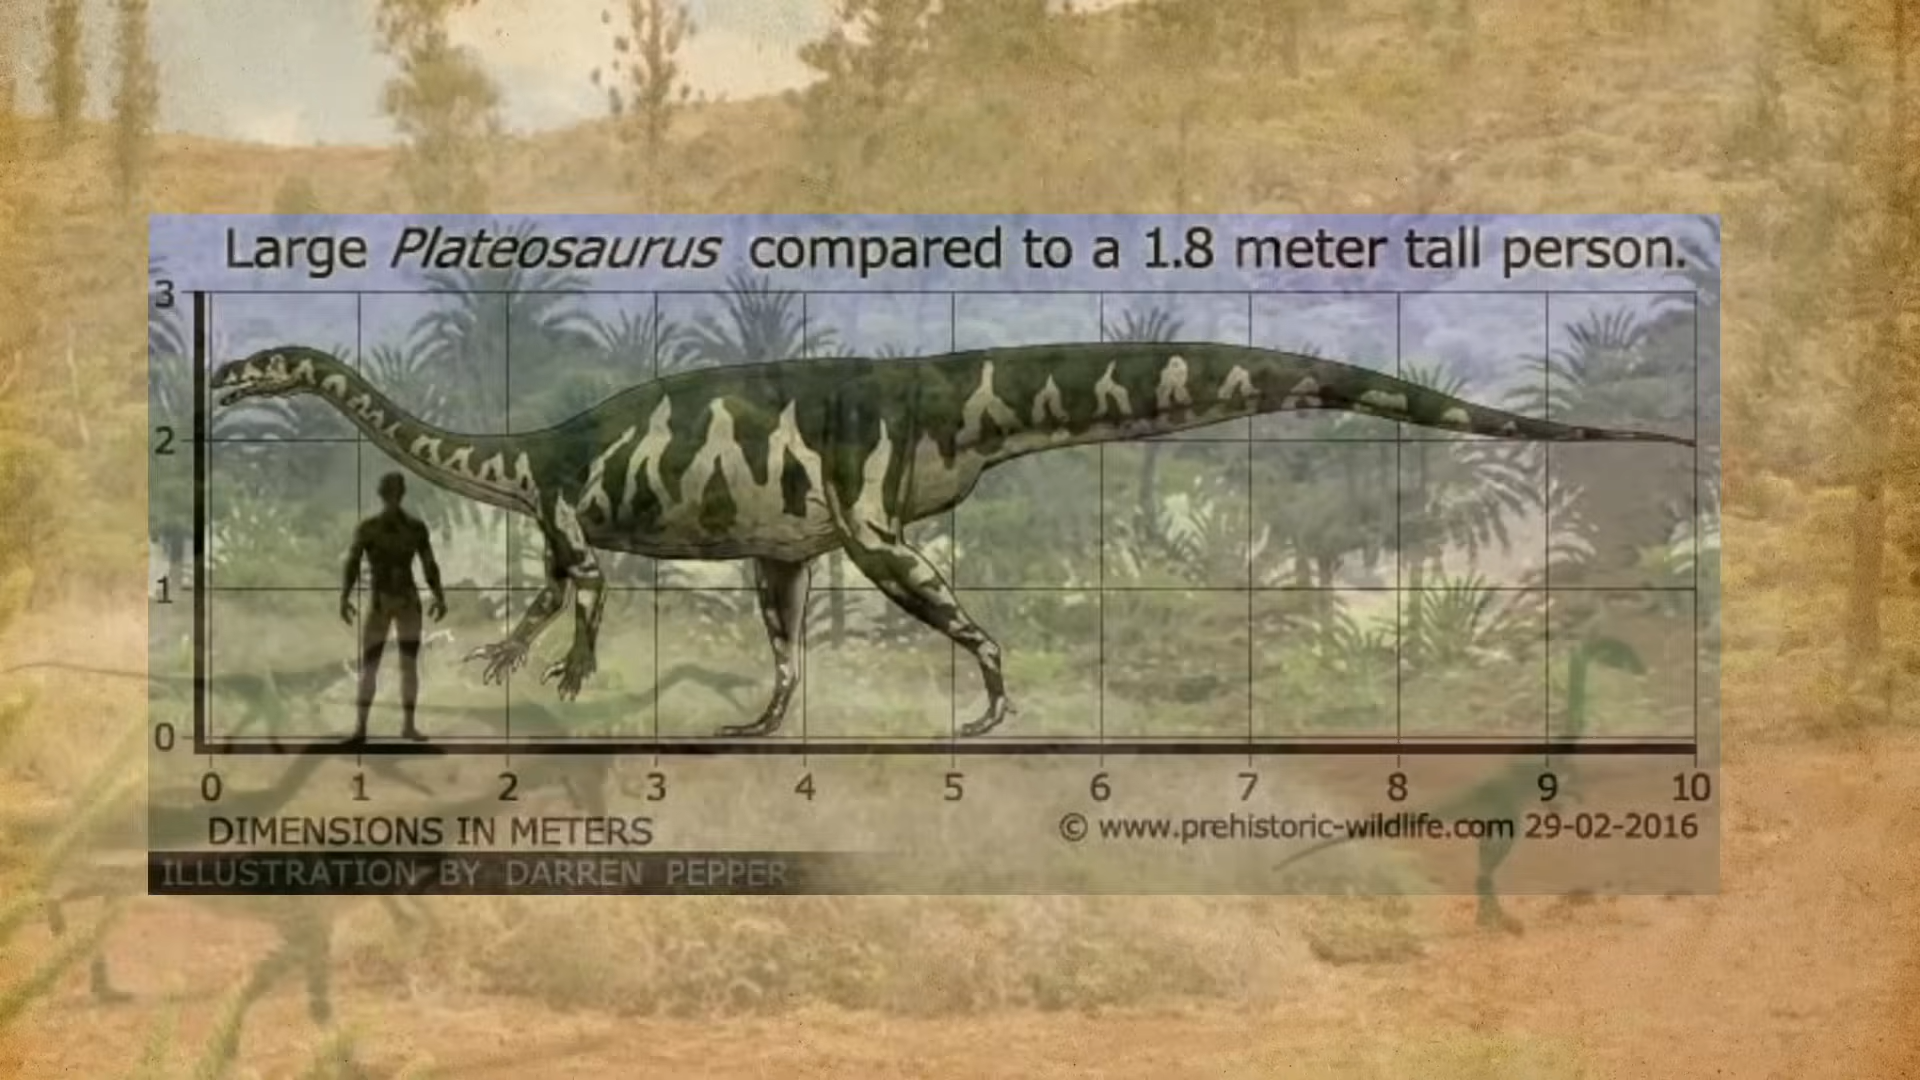 Large Plateosaurus compared to a 1.8 meter tall person.
3
2
1
0
0 1 2 3 4 5 6 7 8 9 10
DIMENSIONS IN METERS
© www.prehistoric-wildlife.com 29-02-2016
ILLUSTRATION BY DARREN PEPPER